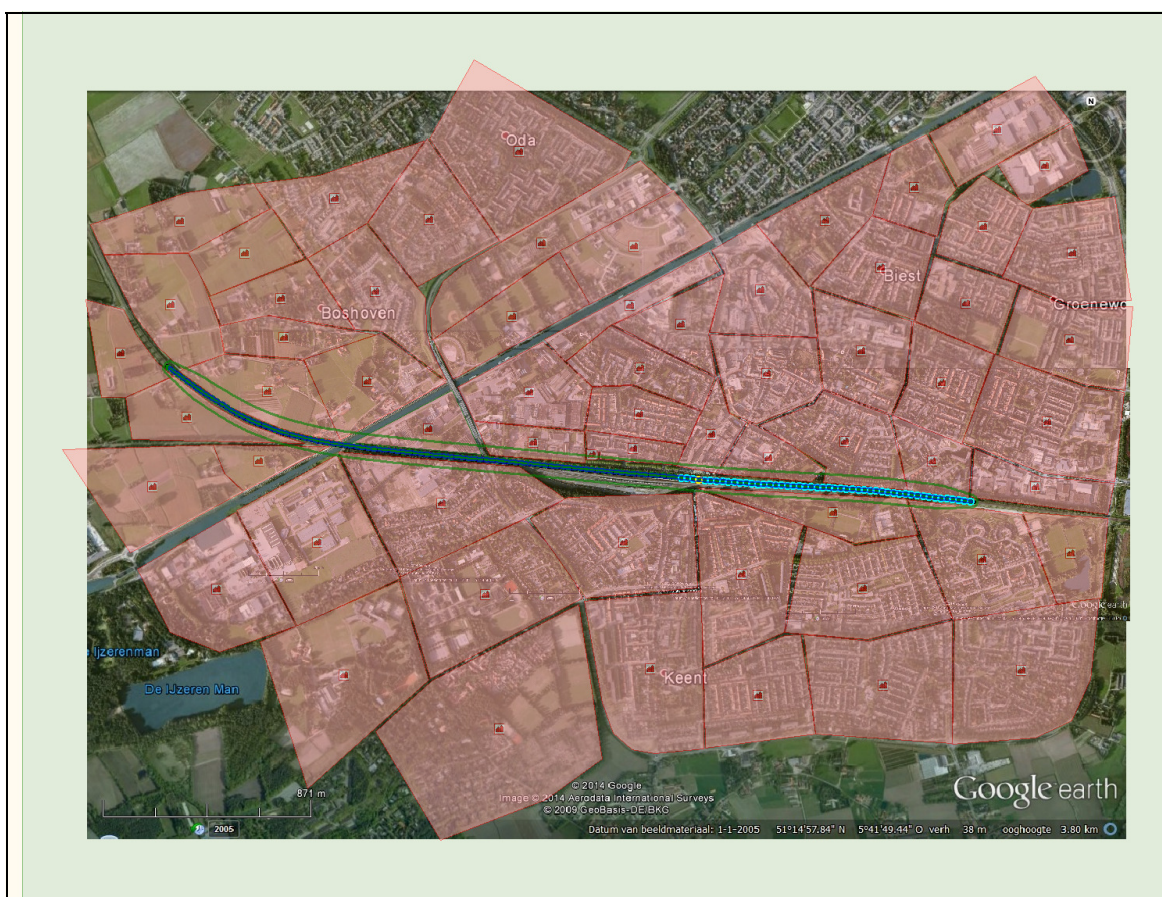 N
Oda
Biest
Groenewo
Boshoven
Google earth
e Ijzerenman
De IJzeren Man
Keent
871 m
© 2014 Google
Image © 2014 Aerodata International Surveys
© 2009 GeoBasis-DE/BKG
Google earth
2005
Datum van beeldmateriaal: 1-1-2005 51°14'57.84" N 5°41'49.44" O verh 38 m ooghoogte 3.80 km